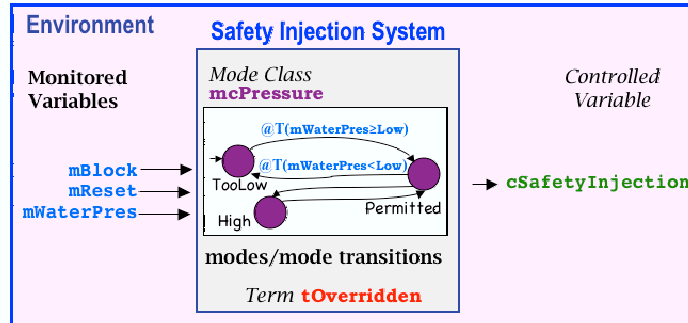 Environment
Safety Injection System
Monitored
Variables
Mode Class
mcPressure
Controlled
Variable
@T(mWaterPres≥Low)
@T(mWaterPres<Low)
TooLow
High
Permitted
mBlock
mReset
mWaterPres
cSafetyInjection
modes/mode transitions
Term tOverridden